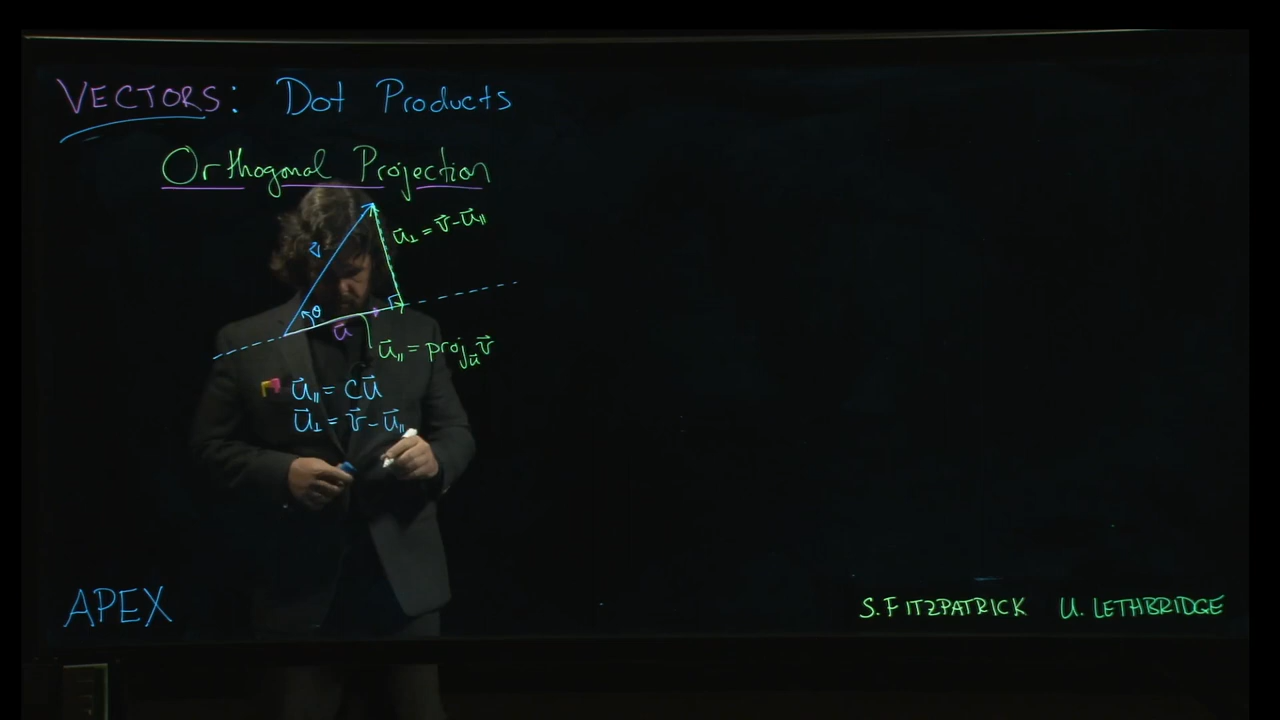 VECTORS: Dot Products
Orthogonal Projection
v⃗
u⃗⊥ = v⃗ - u⃗∥
θ
u⃗
u⃗∥ = proj_u⃗ v⃗
u⃗∥ = cu⃗
u⃗⊥ = v⃗ - u⃗∥
APEX
S. FITZPATRICK U. LETHBRIDGE